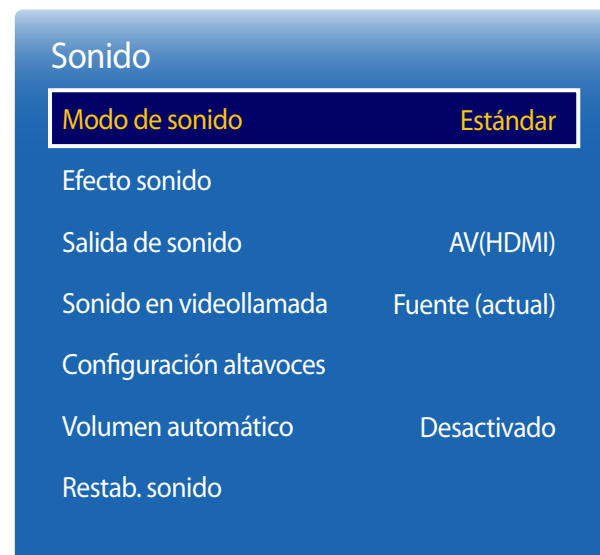 Sonido
Modo de sonido Estándar
Efecto sonido
Salida de sonido AV(HDMI)
Sonido en videollamada Fuente (actual)
Configuración altavoces
Volumen automático Desactivado
Restab. sonido